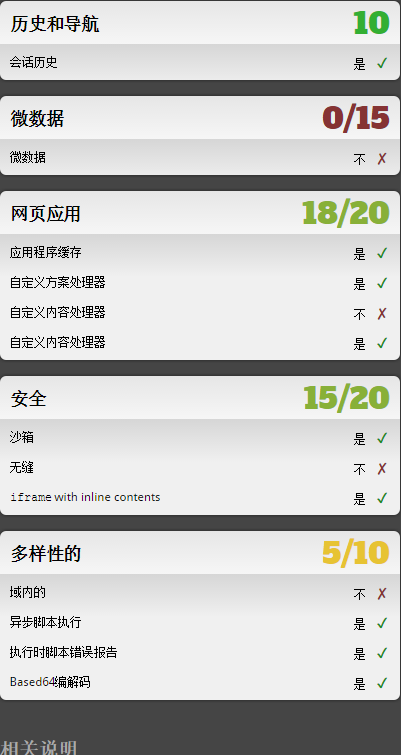 历史和导航 10
会话历史 是 ✓
微数据 0/15
微数据 不 ✗
网页应用 18/20
应用程序缓存 是 ✓
自定义方案处理器 是 ✓
自定义内容处理器 不 ✗
自定义内容处理器 是 ✓
安全 15/20
沙箱 是 ✓
无缝 不 ✗
iframe with inline contents 是 ✓
多样性的 5/10
域内的 不 ✗
异步脚本执行 是 ✓
执行时脚本错误报告 是 ✓
Based64编解码 是 ✓
相关说明